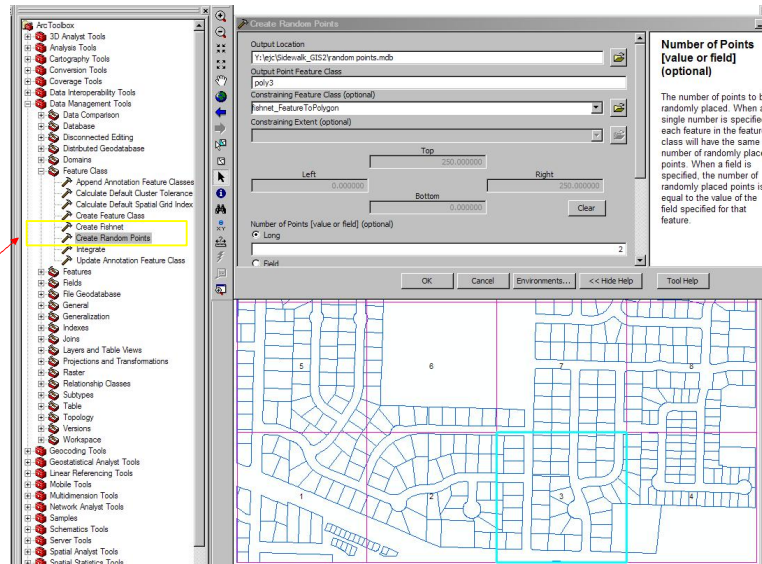 ArcToolbox
3D Analyst Tools
Analysis Tools
Cartography Tools
Conversion Tools
Coverage Tools
Data Interoperability Tools
Data Management Tools
Data Comparison
Database
Disconnected Editing
Distributed Geodatabase
Domains
Feature Class
Append Annotation Feature Classes
Calculate Default Cluster Tolerance
Calculate Default Spatial Grid Index
Create Feature Class
Create Fishnet
Create Random Points
Integrate
Update Annotation Feature Class
Features
Fields
File Geodatabase
General
Generalization
Indexes
Joins
Layers and Table Views
Projections and Transformations
Raster
Relationship Classes
Subtypes
Table
Topology
Versions
Workspace
Geocoding Tools
Geostatistical Analyst Tools
Linear Referencing Tools
Mobile Tools
Multidimension Tools
Network Analyst Tools
Samples
Schematics Tools
Server Tools
Spatial Analyst Tools
Spatial Statistics Tools
Create Random Points
Output Location
Y:\ejc\Sidewalk_GIS2\random points.mdb
Output Point Feature Class
poly3
Constraining Feature Class (optional)
fishnet_FeatureToPolygon
Constraining Extent (optional)
Top
250.000000
Left Right
0.000000 250.000000
Bottom
0.000000 Clear
Number of Points [value or field] (optional)
Long
2
Field
OK Cancel Environments... << Hide Help Tool Help
Number of Points
[value or field]
(optional)
The number of points to b
randomly placed. When a
single number is specifie
each feature in the featur
class will have the same
number of randomly place
points. When a field is
specified, the number of
randomly placed points is
equal to the value of the
field specified for that
feature.
5 6 7 8
1 2 3 4